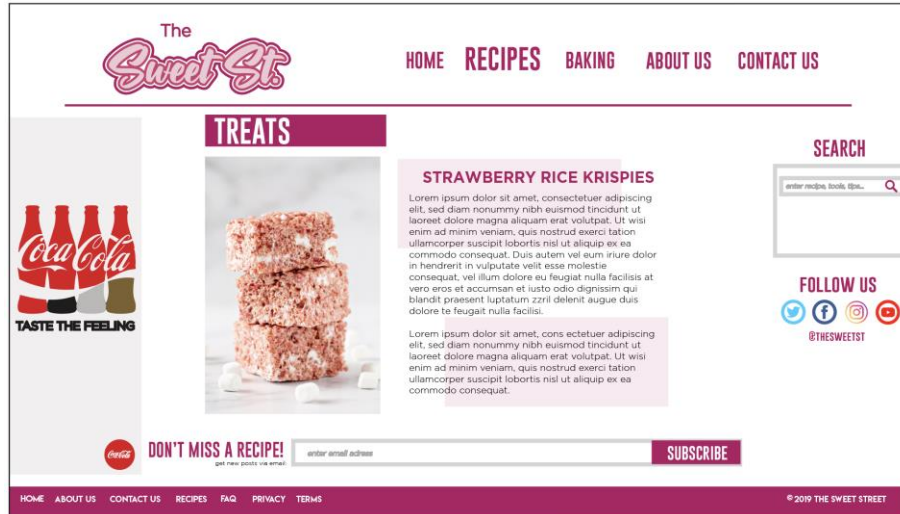 The
Sweet St.
HOME RECIPES BAKING ABOUT US CONTACT US
TREATS
SEARCH
enter recipe, tools, tips...
STRAWBERRY RICE KRISPIES
Lorem ipsum dolor sit amet, consectetuer adipiscing
elit, sed diam nonummy nibh euismod tincidunt ut
laoreet dolore magna aliquam erat volutpat. Ut wisi
enim ad minim veniam, quis nostrud exerci tation
ullamcorper suscipit lobortis nisl ut aliquip ex ea
commodo consequat. Duis autem vel eum iriure dolor
in hendrerit in vulputate velit esse molestie
consequat, vel illum dolore eu feugiat nulla facilisis at
vero eros et accumsan et iusto odio dignissim qui
blandit praesent luptatum zzril delenit augue duis
dolore te feugait nulla facilisi.
Lorem ipsum dolor sit amet, cons ectetuer adipiscing
elit, sed diam nonummy nibh euismod tincidunt ut
laoreet dolore magna aliquam erat volutpat. Ut wisi
enim ad minim veniam, quis nostrud exerci tation
ullamcorper suscipit lobortis nisl ut aliquip ex ea
commodo consequat.
Coca Cola
TASTE THE FEELING
FOLLOW US
@THESWEETST
Coca-Cola
DON'T MISS A RECIPE!
get new posts via email
enter email adress
SUBSCRIBE
HOME ABOUT US CONTACT US RECIPES FAQ PRIVACY TERMS
© 2019 THE SWEET STREET